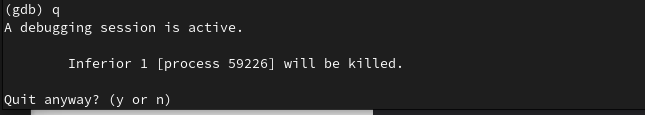 (gdb) q
A debugging session is active.
Inferior 1 [process 59226] will be killed.
Quit anyway? (y or n)